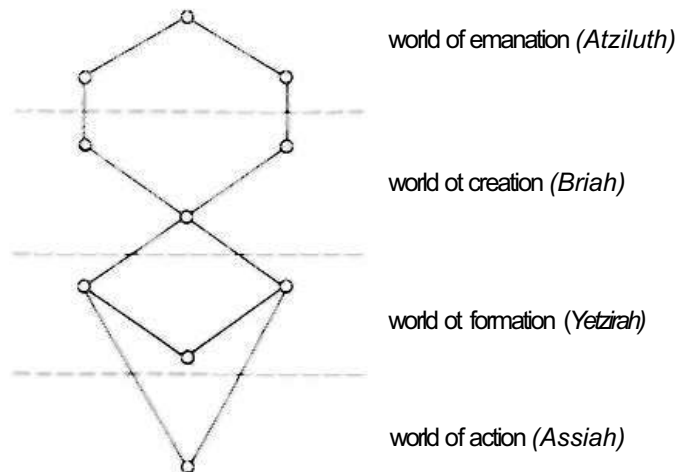 world of emanation (Atziluth)
world ot creation (Briah)
world ot formation (Yetzirah)
world of action (Assiah)